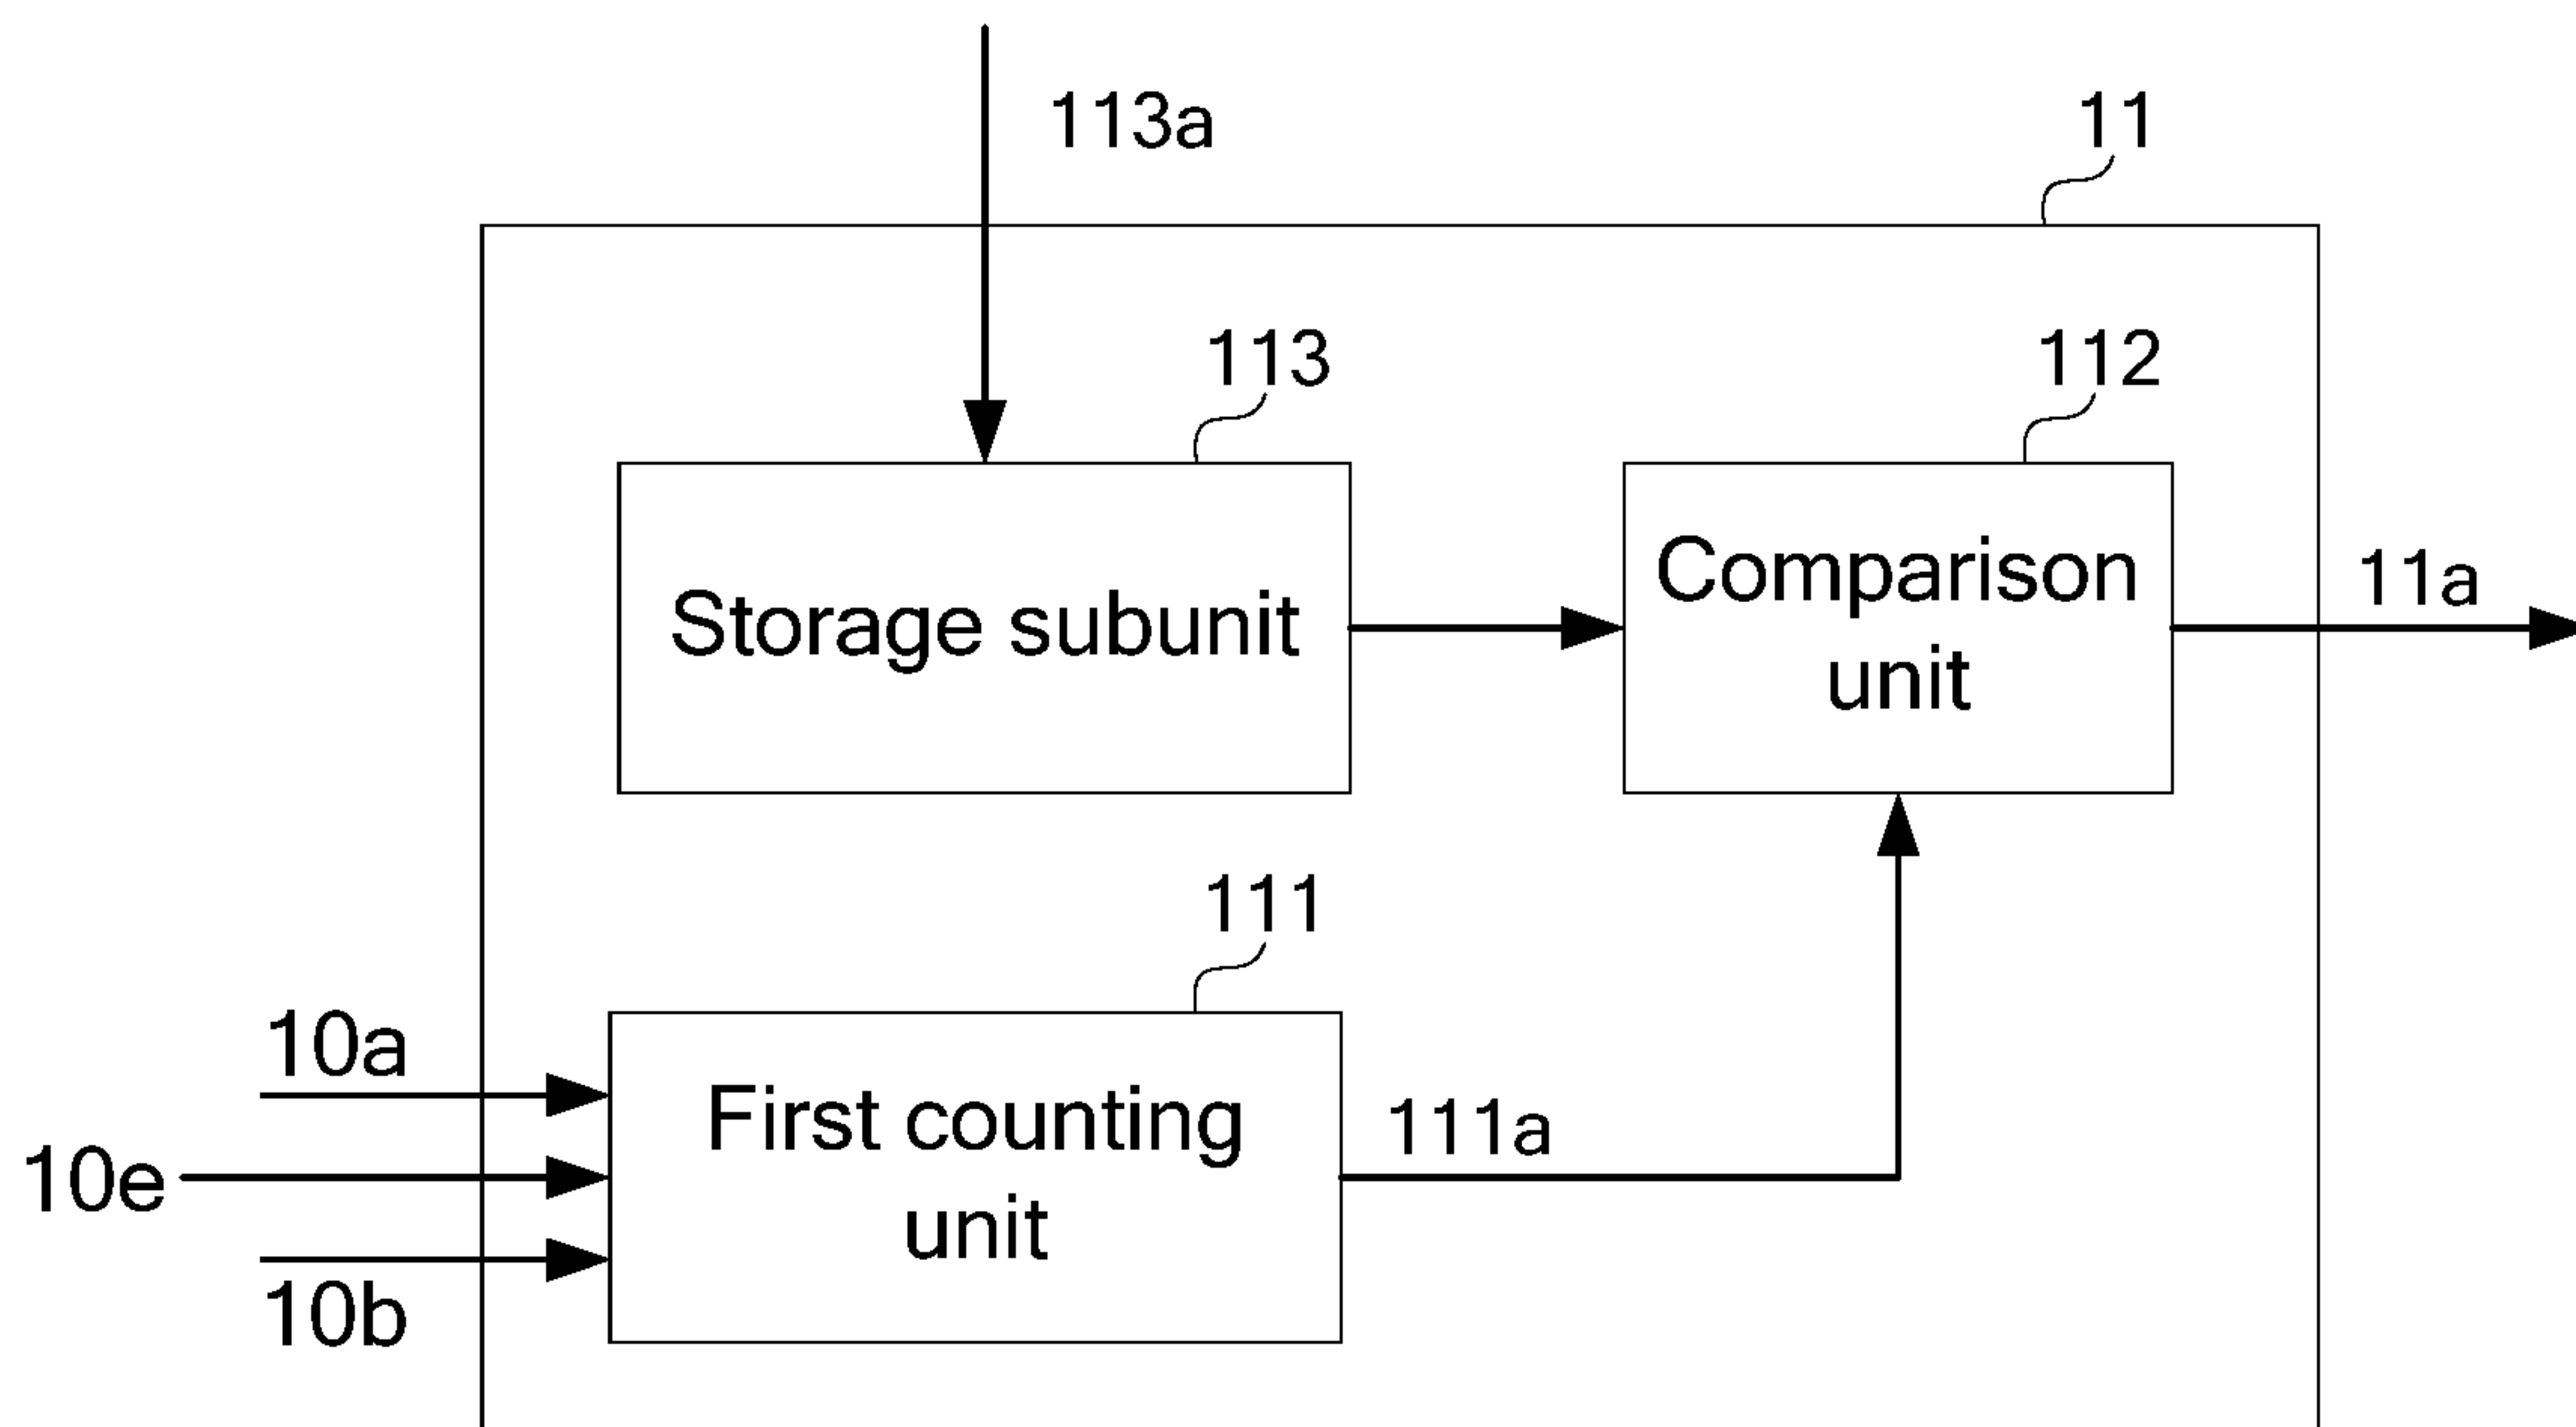 113a
11
113
112
Storage subunit
Comparison
unit
11a
111
10a
10e
10b
First counting
unit
111a